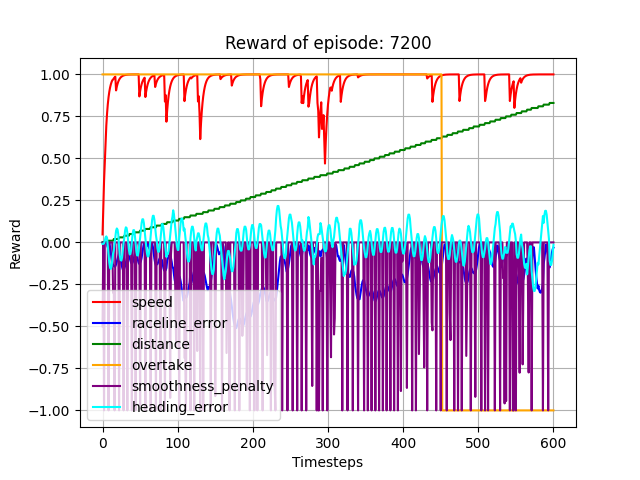 Reward of episode: 7200
Reward
1.00
0.75
0.50
0.25
0.00
−0.25
−0.50
−0.75
−1.00
speed
raceline_error
distance
overtake
smoothness_penalty
heading_error
0 100 200 300 400 500 600
Timesteps